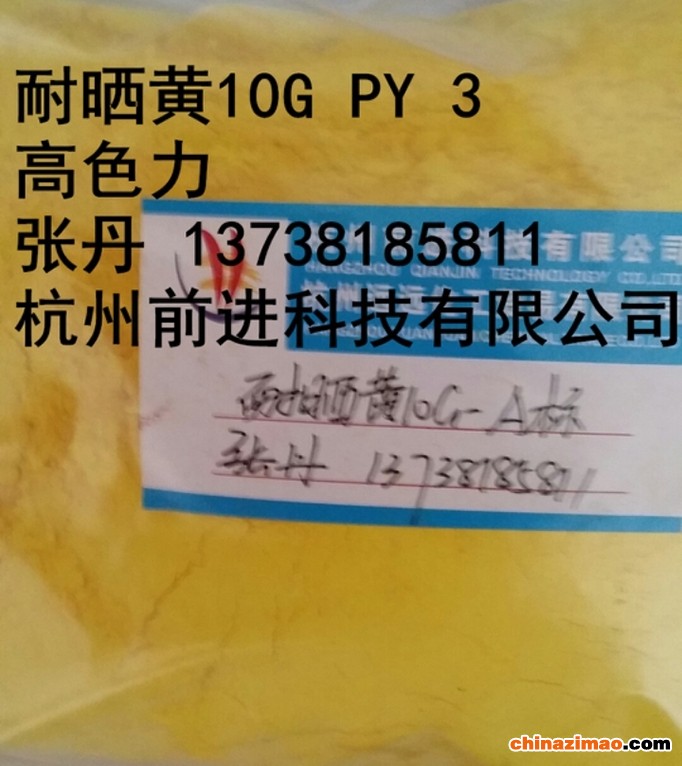 耐晒黄10G PY 3
高色力
张丹 13738185811
杭州前进科技有限公司
科技有限公司
HANGZHOU QIANJIN TECHNOLOGY CO.,LTD
耐晒黄10G-A标
张丹 13738185811
chinazimao.com